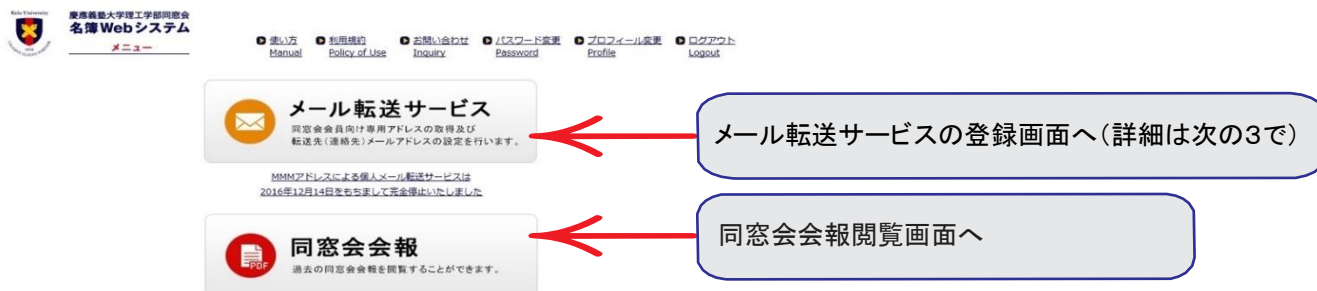 Keio University
慶應義塾大学理工学部同窓会
名簿Webシステム
メニュー
使い方
Manual
利用規約
Policy of Use
お問い合わせ
Inquiry
パスワード変更
Password
プロフィール変更
Profile
ログアウト
Logout
メール転送サービス
同窓会会員向け専用アドレスの取得及び
転送先(連絡先)メールアドレスの設定を行います。
メール転送サービスの登録画面へ(詳細は次の3で)
MMMアドレスによる個人メール転送サービスは
2016年12月14日をもちまして完全停止いたしました
PDF
同窓会会報
過去の同窓会会報を閲覧することができます。
同窓会会報閲覧画面へ